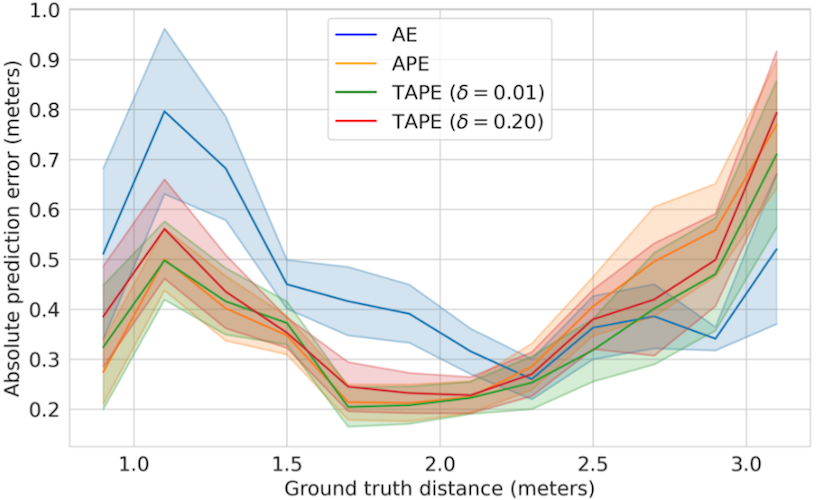 1.0
0.9
0.8
0.7
0.6
0.5
0.4
0.3
0.2
Absolute prediction error (meters)
AE
APE
TAPE (δ = 0.01)
TAPE (δ = 0.20)
1.0 1.5 2.0 2.5 3.0
Ground truth distance (meters)